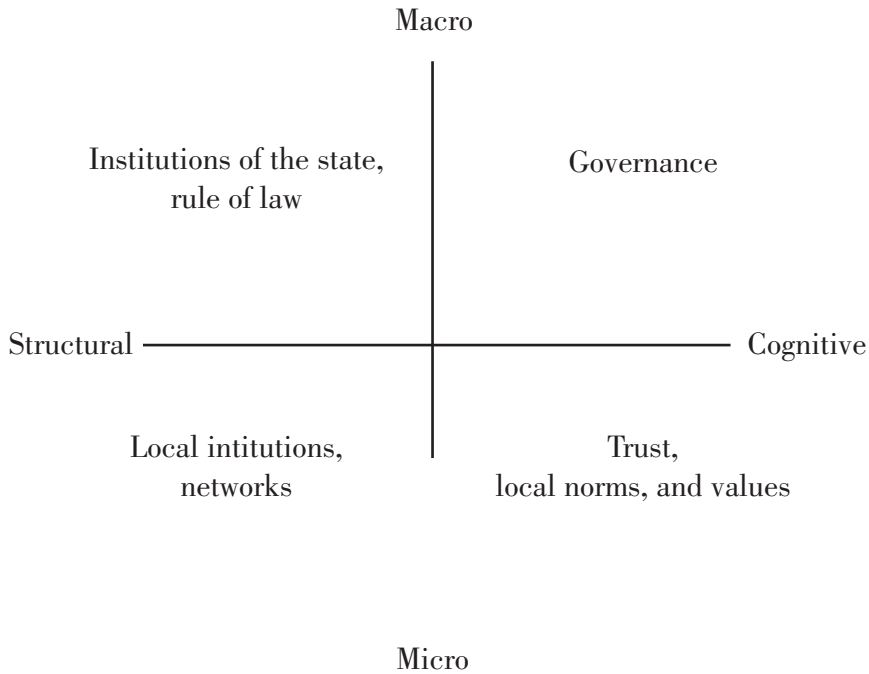 Macro
Institutions of the state,
rule of law
Governance
Structural
Cognitive
Local intitutions,
networks
Trust,
local norms, and values
Micro